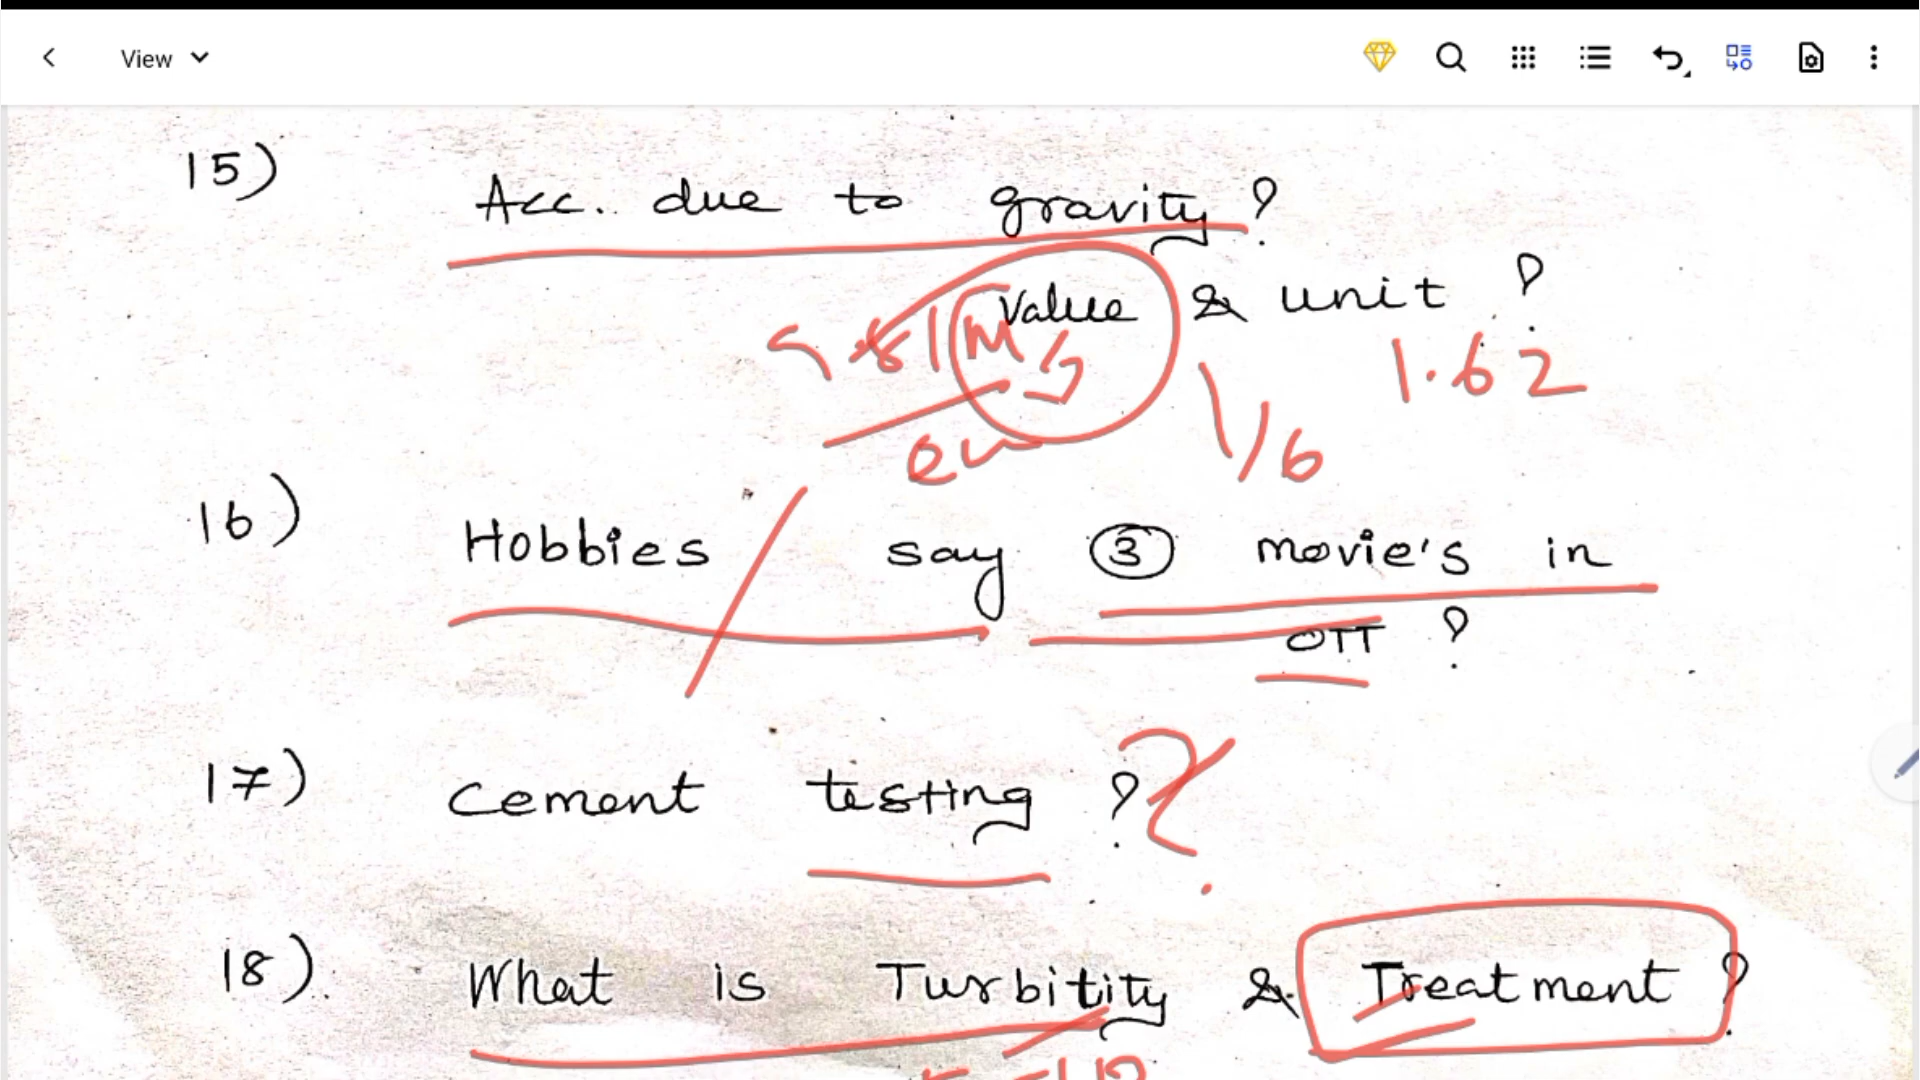 View
15)
Acc. due to gravity?
Value & unit?
9.81 m/s
1.62
1/6
16) Hobbies say ③ movie's in
OTT ?
17) cement testing ? ?
18). What is Turbitity & Treatment ?